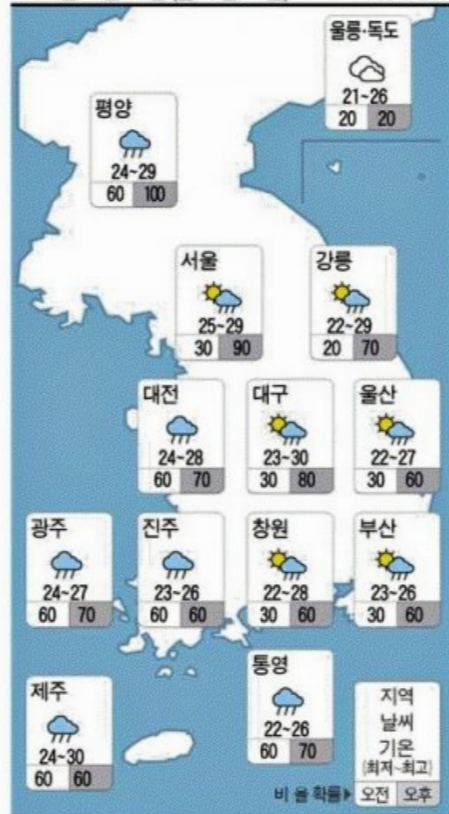 울릉·독도
21~26
20 20
평양
24~29
60 100
서울
25~29
30 90
강릉
22~29
20 70
대전
24~28
60 70
대구
23~30
30 80
울산
22~27
30 60
광주
24~27
60 70
진주
23~26
60 60
창원
22~28
30 60
부산
23~26
30 60
제주
24~30
60 60
통영
22~26
60 70
지역
날씨
기온
(최저~최고)
비 올 확률▶ 오전 오후